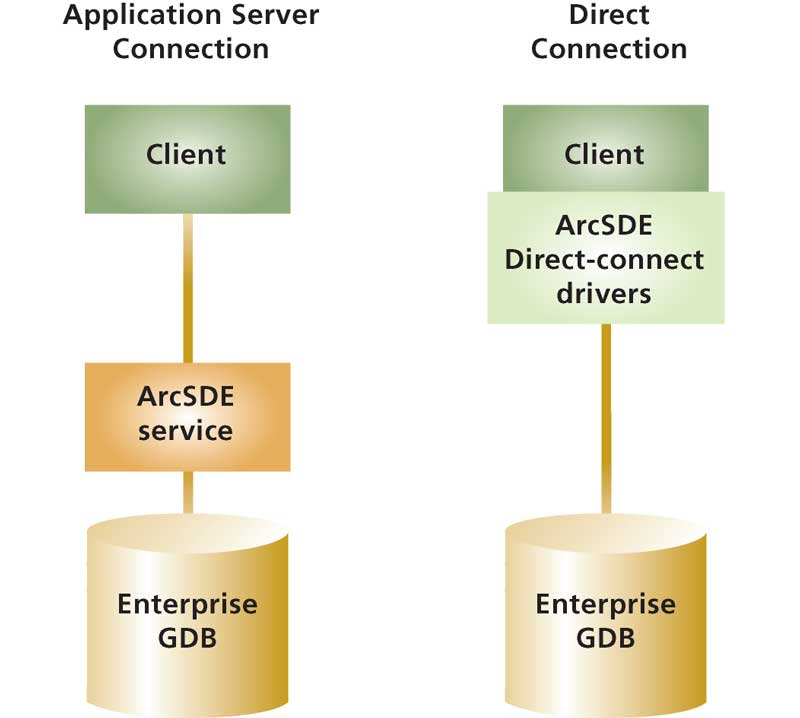 Application Server
Connection
Client
ArcSDE
service
Enterprise
GDB
Direct
Connection
Client
ArcSDE
Direct-connect
drivers
Enterprise
GDB